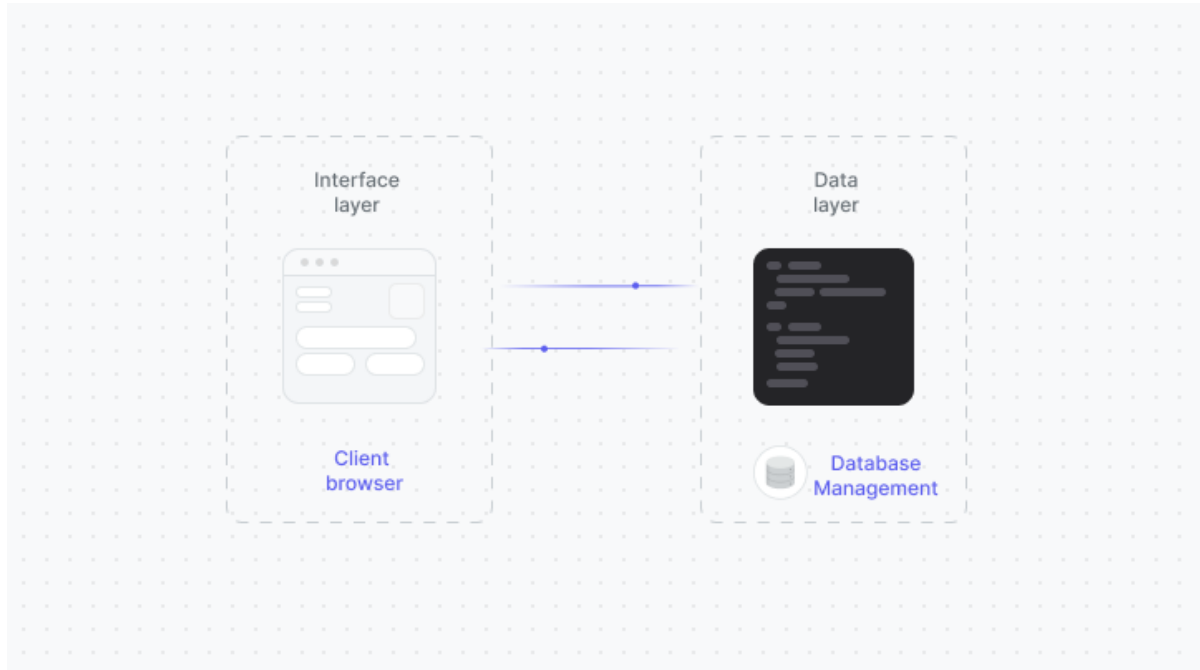 Interface
layer
Client
browser
Data
layer
Database
Management